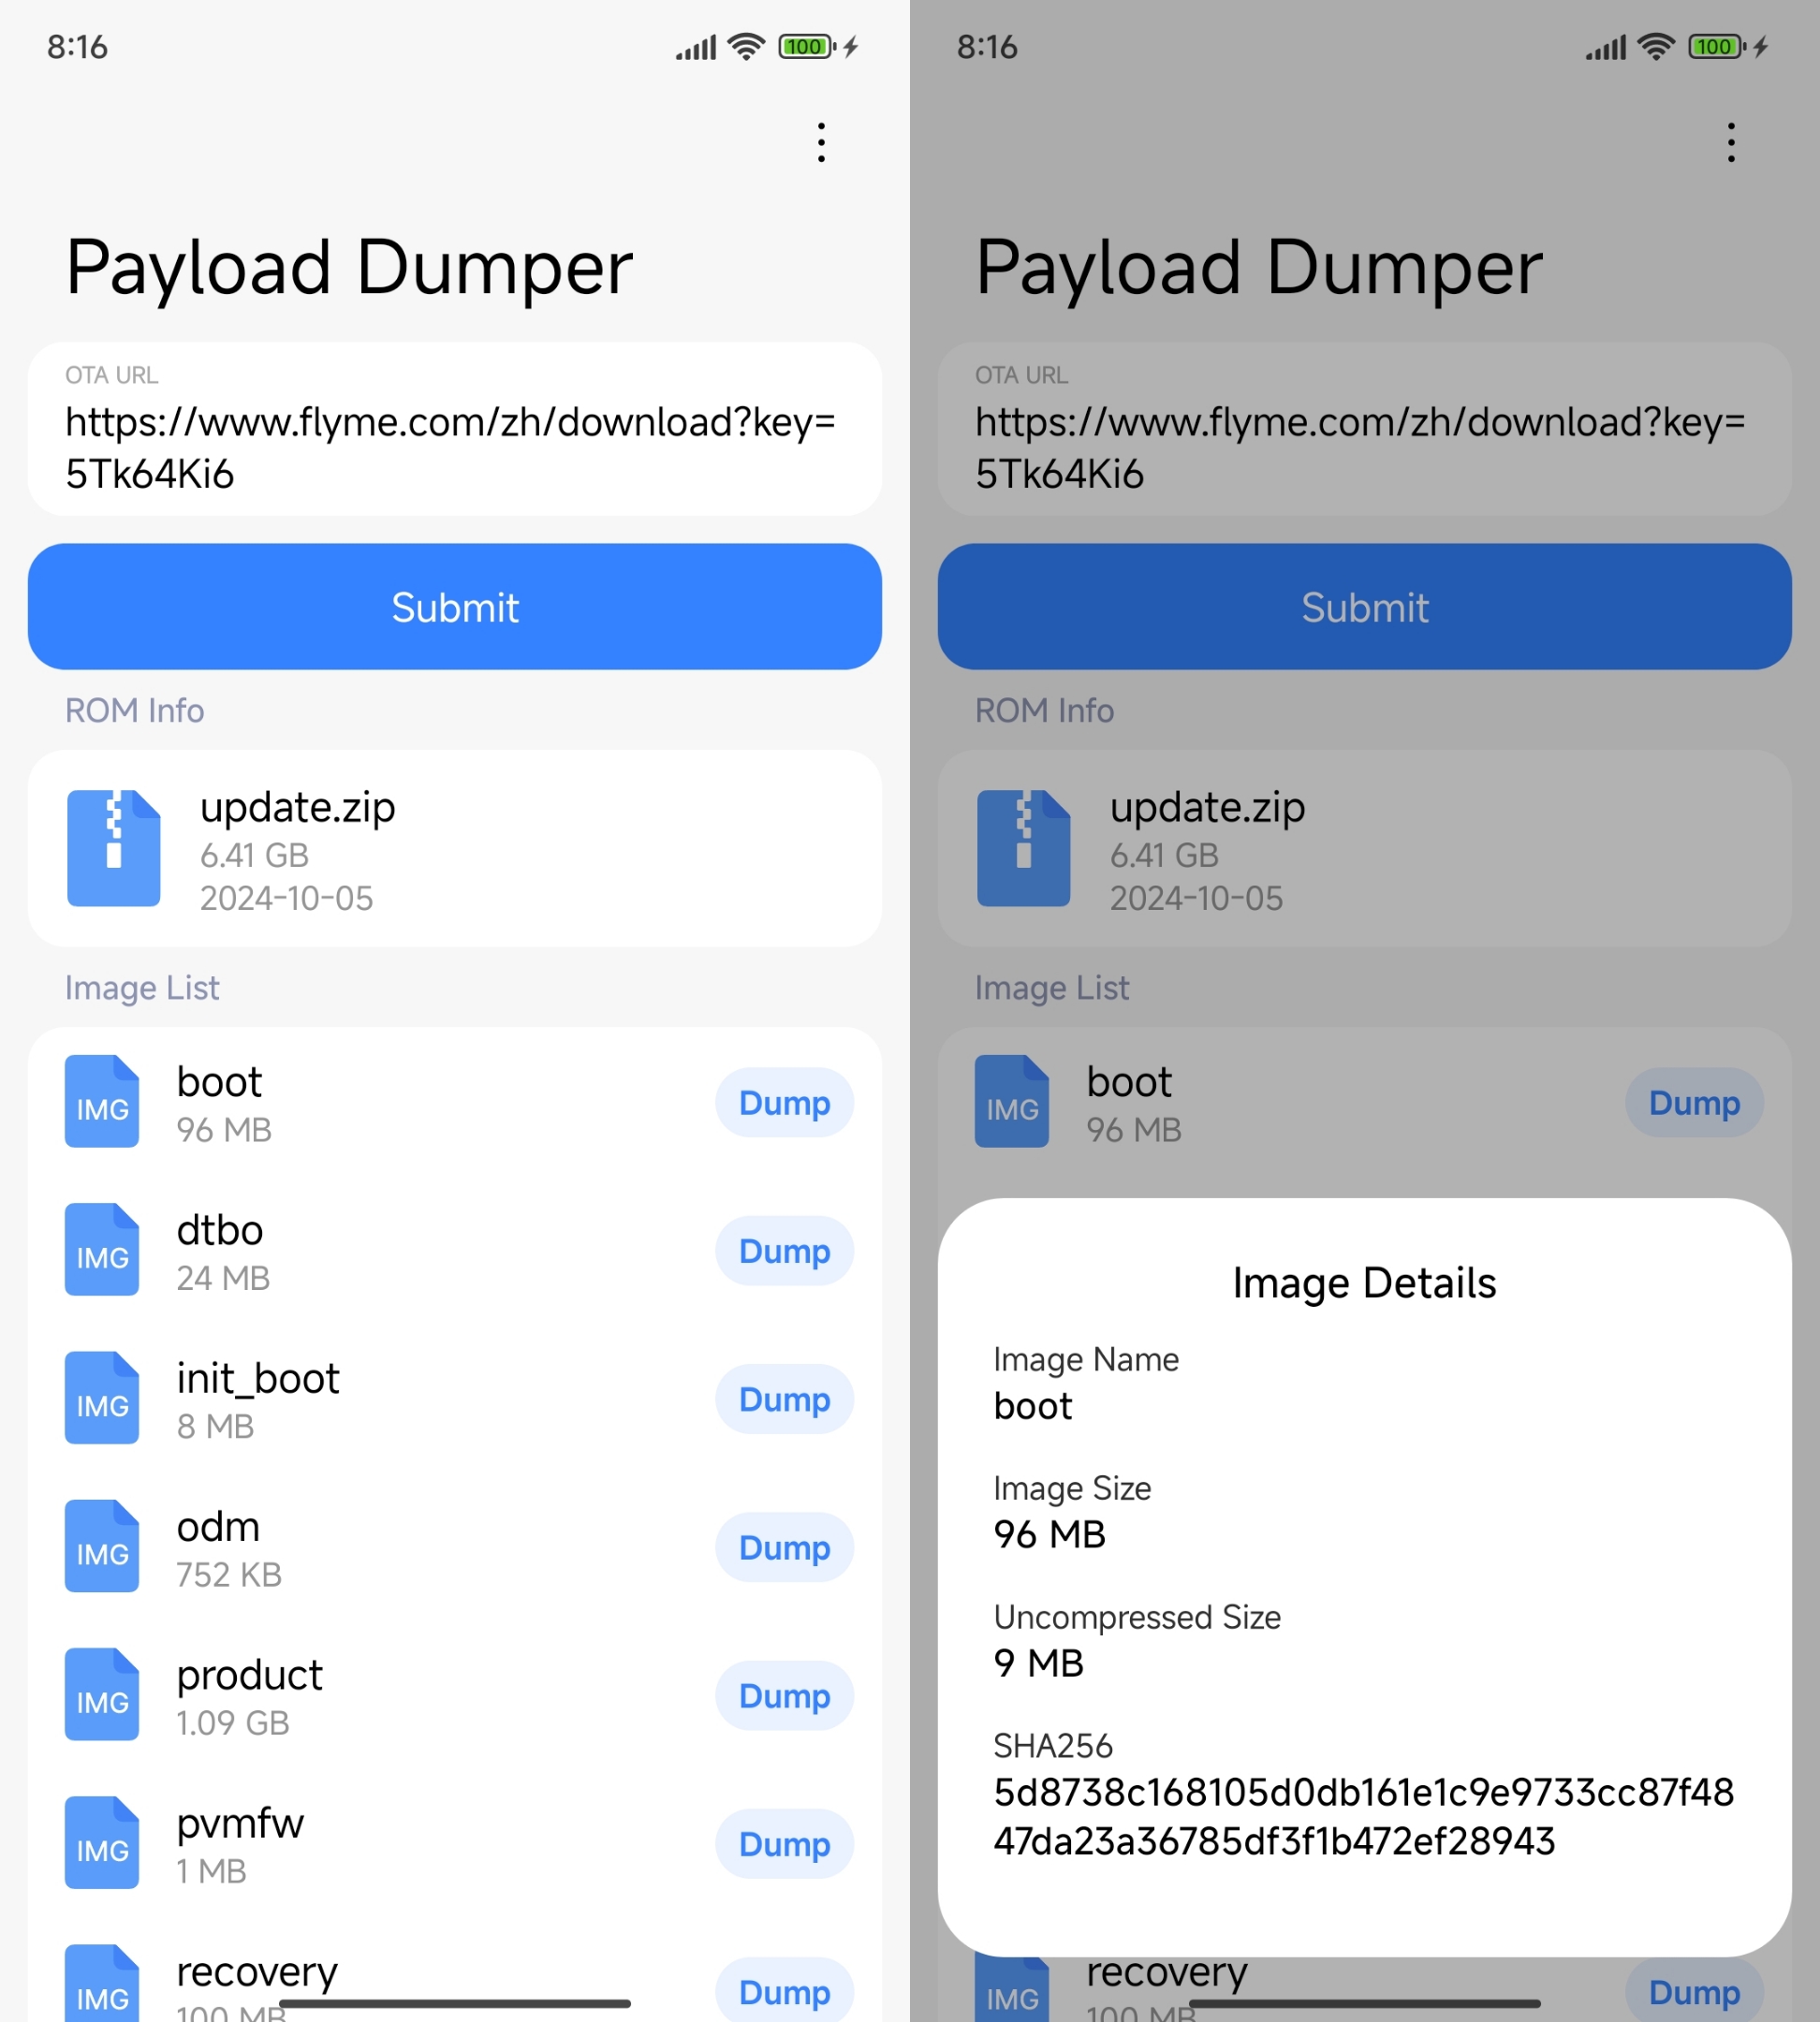 8:16
100
Payload Dumper
OTA URL
https://www.flyme.com/zh/download?key=
5Tk64Ki6
Submit
ROM Info
update.zip
6.41 GB
2024-10-05
Image List
IMG
boot
96 MB
Dump
IMG
dtbo
24 MB
Dump
IMG
init_boot
8 MB
Dump
IMG
odm
752 KB
Dump
IMG
product
1.09 GB
Dump
IMG
pvmfw
1 MB
Dump
IMG
recovery
100 MB
Dump
8:16
100
Payload Dumper
OTA URL
https://www.flyme.com/zh/download?key=
5Tk64Ki6
Submit
ROM Info
update.zip
6.41 GB
2024-10-05
Image List
IMG
boot
96 MB
Dump
Image Details
Image Name
boot
Image Size
96 MB
Uncompressed Size
9 MB
SHA256
5d8738c168105d0db161e1c9e9733cc87f48
47da23a36785df3f1b472ef28943
IMG
recovery
100 MB
Dump